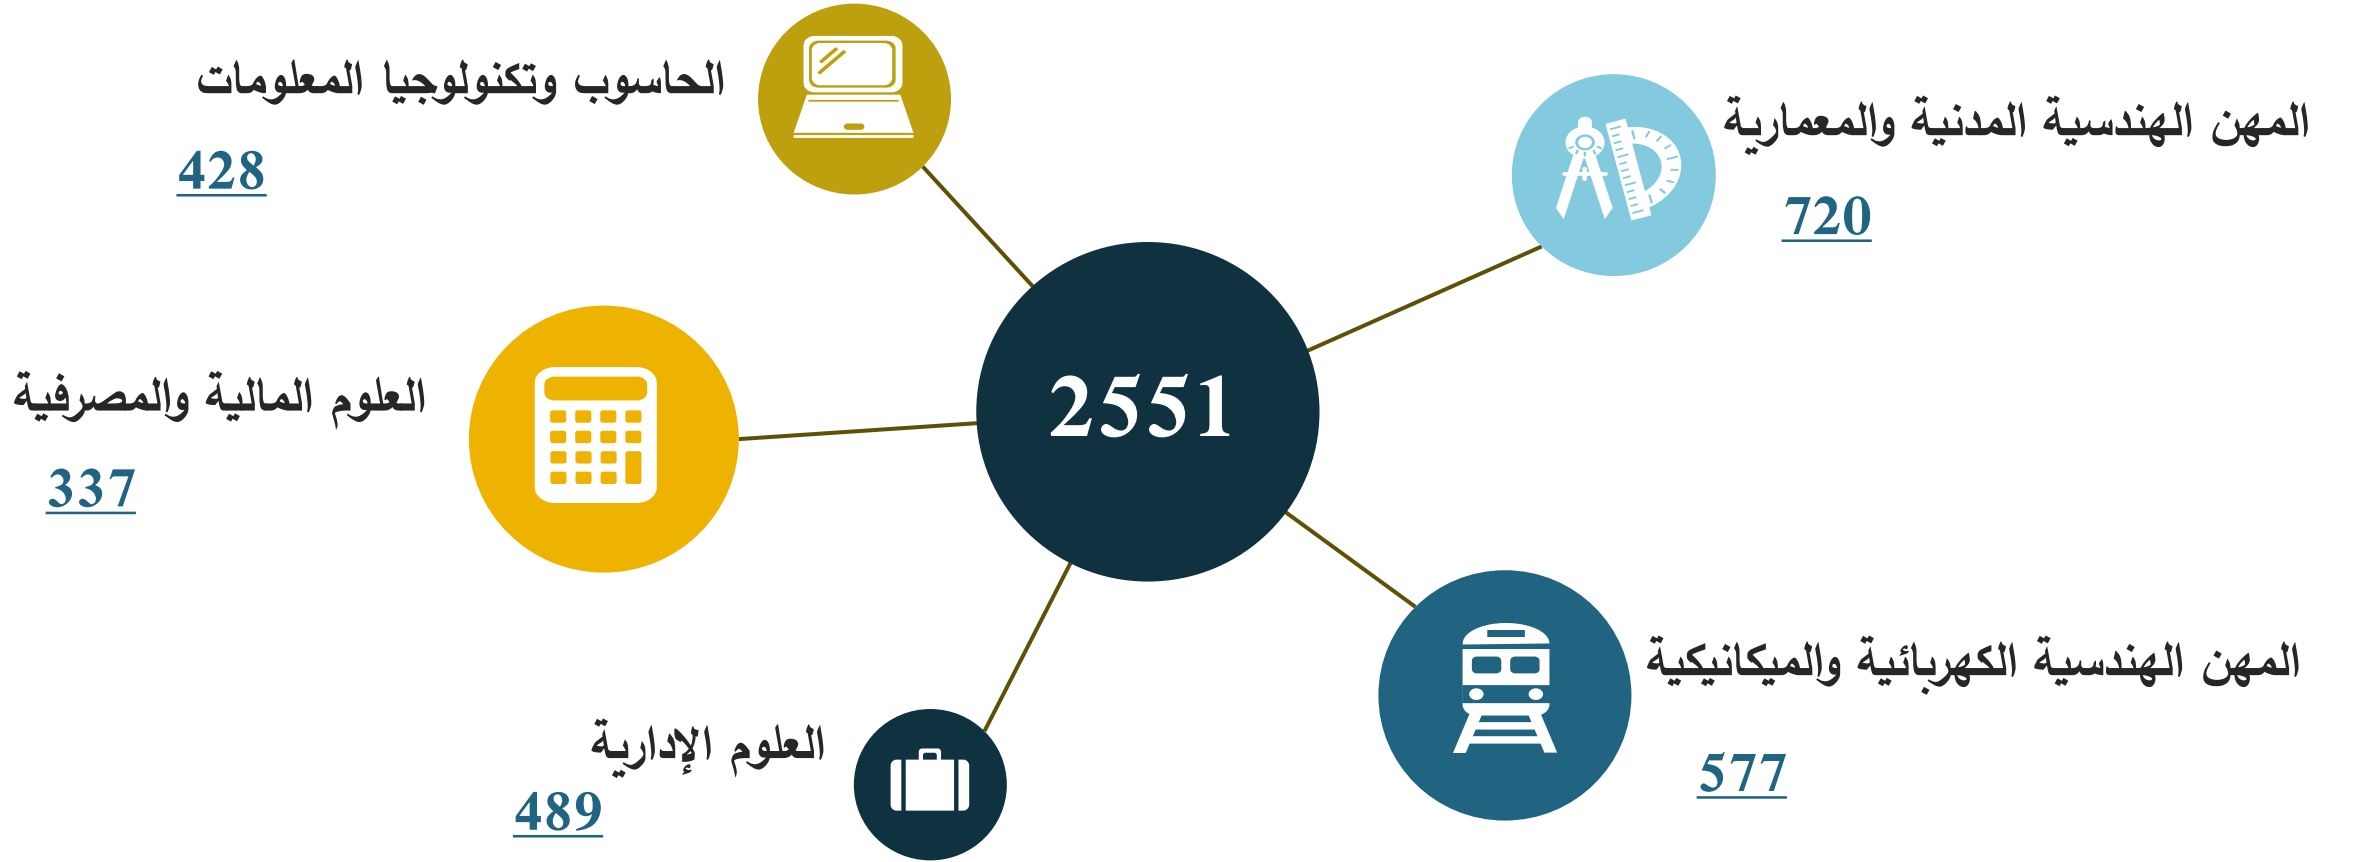 المهن الهندسية المدنية والمعمارية
720
الحاسوب وتكنولوجيا المعلومات
428
2551
العلوم المالية والمصرفية
337
المهن الهندسية الكهربائية والميكانيكية
577
العلوم الإدارية
489